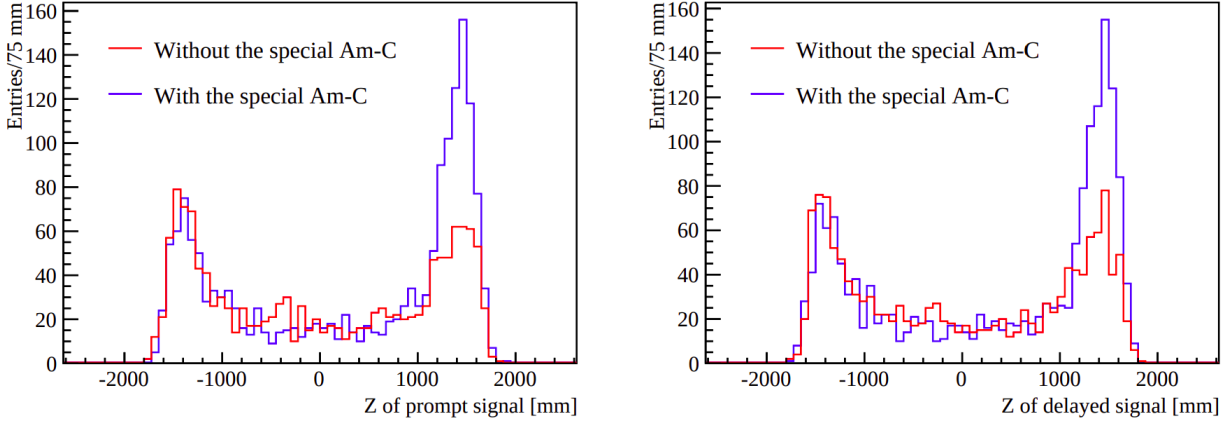 Entries/75 mm
160
140
120
100
80
60
40
20
0
Without the special Am-C
With the special Am-C
-2000 -1000 0 1000 2000
Z of prompt signal [mm]
Entries/75 mm
160
140
120
100
80
60
40
20
0
Without the special Am-C
With the special Am-C
-2000 -1000 0 1000 2000
Z of delayed signal [mm]